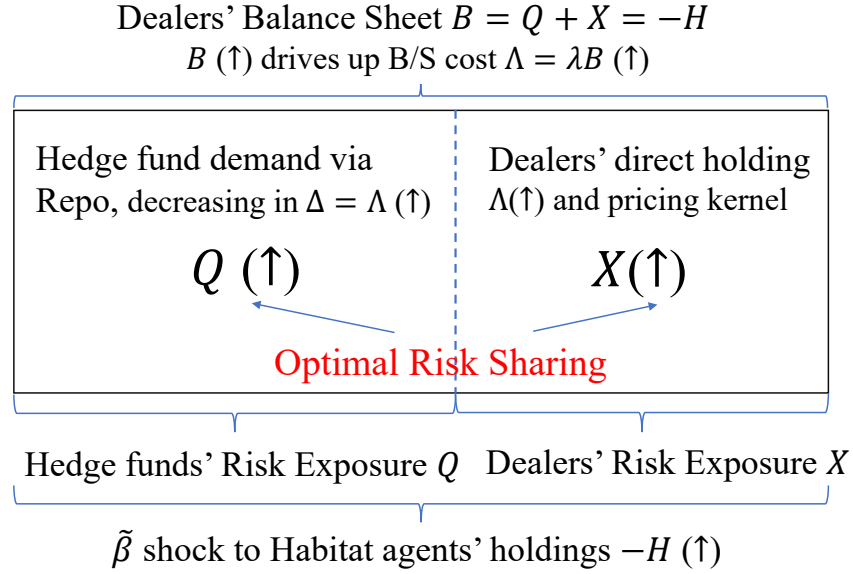 Dealers’ Balance Sheet B = Q + X = −H
B (↑) drives up B/S cost Λ = λB (↑)
Hedge fund demand via
Repo, decreasing in Δ = Λ (↑)
Q (↑)
Dealers’ direct holding
Λ(↑) and pricing kernel
X(↑)
Optimal Risk Sharing
Hedge funds’ Risk Exposure Q
Dealers’ Risk Exposure X
β̃ shock to Habitat agents’ holdings −H (↑)